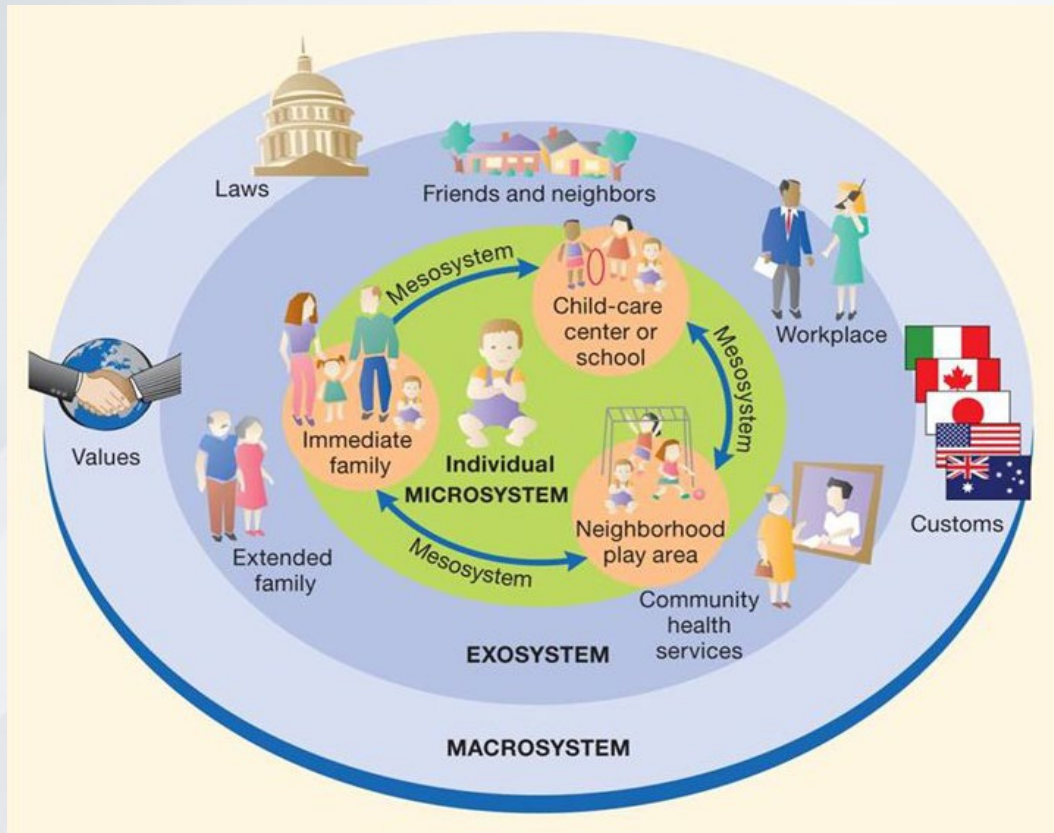 Laws
Friends and neighbors
Mesosystem
Child-care
center or
school
Workplace
Mesosystem
Values
Immediate
family
Individual
MICROSYSTEM
Neighborhood
play area
Customs
Extended
family
Mesosystem
Community
health
services
EXOSYSTEM
MACROSYSTEM